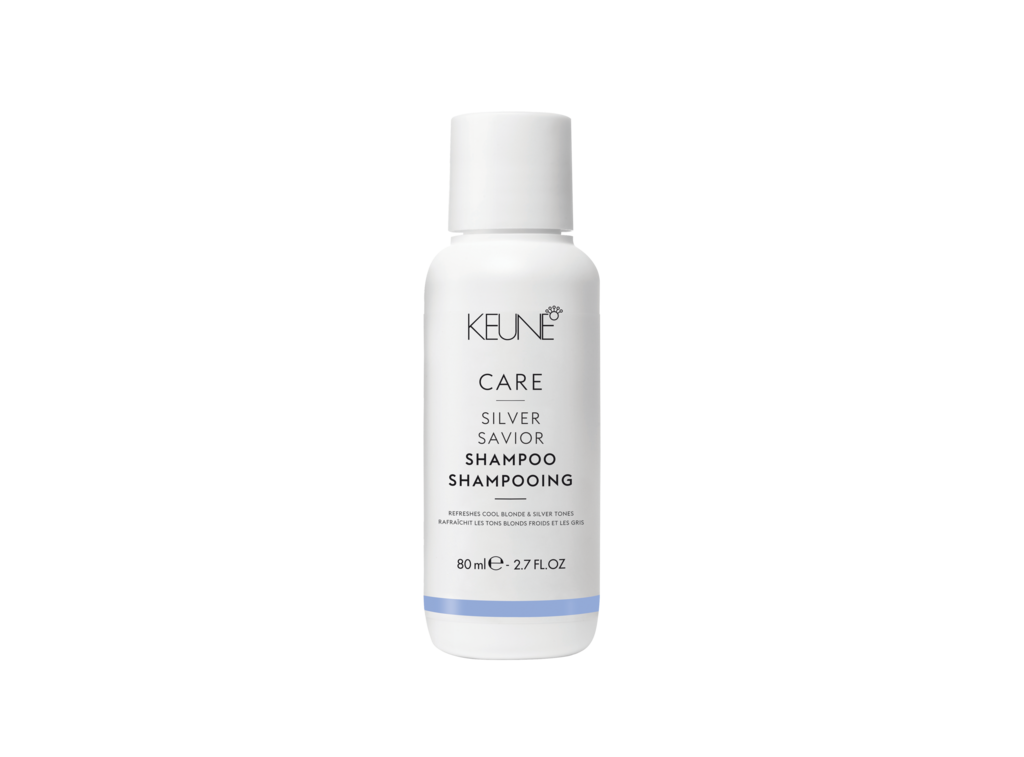 KEUNE
CARE
SILVER
SAVIOR
SHAMPOO
SHAMPOOING
REFRESHES COOL BLONDE & SILVER TONES
RAFRAÎCHIT LES TONS BLONDS FROIDS ET LES GRIS
80 ml ℮ - 2.7 FL.OZ